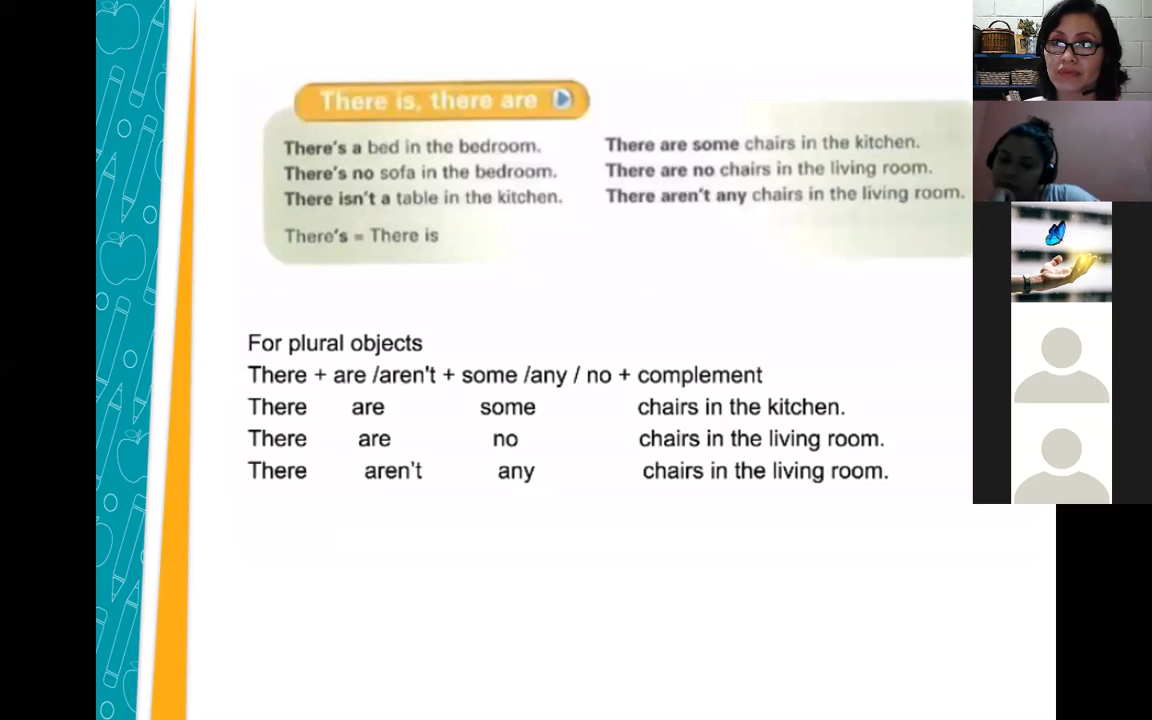 There is, there are
There's a bed in the bedroom.
There's no sofa in the bedroom.
There isn't a table in the kitchen.
There's = There is
There are some chairs in the kitchen.
There are no chairs in the living room.
There aren't any chairs in the living room.
For plural objects
There + are /aren't + some /any / no + complement
There are some chairs in the kitchen.
There are no chairs in the living room.
There aren't any chairs in the living room.